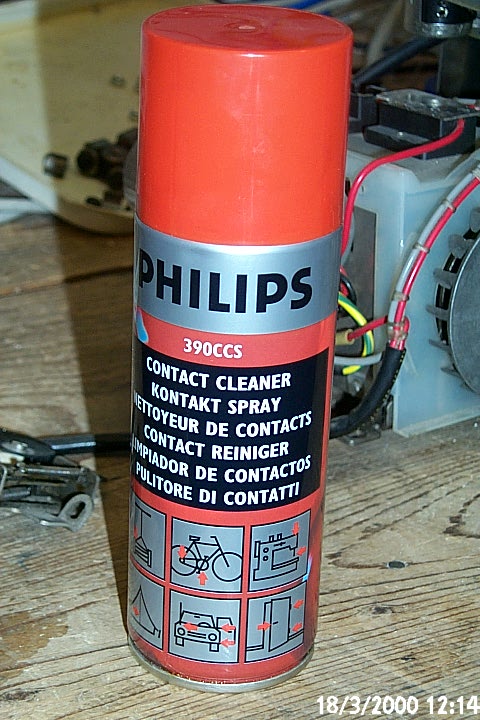 PHILIPS
390CCS
CONTACT CLEANER
KONTAKT SPRAY
NETTOYEUR DE CONTACTS
CONTACT REINIGER
LIMPIADOR DE CONTACTOS
PULITORE DI CONTATTI
18/3/2000 12:14